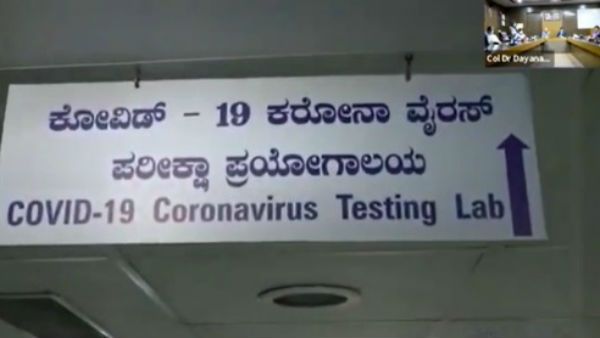 Col Dr Dayana...
ಕೋವಿಡ್ - 19 ಕರೋನಾ ವೈರಸ್
ಪರೀಕ್ಷಾ ಪ್ರಯೋಗಾಲಯ
COVID-19 Coronavirus Testing Lab